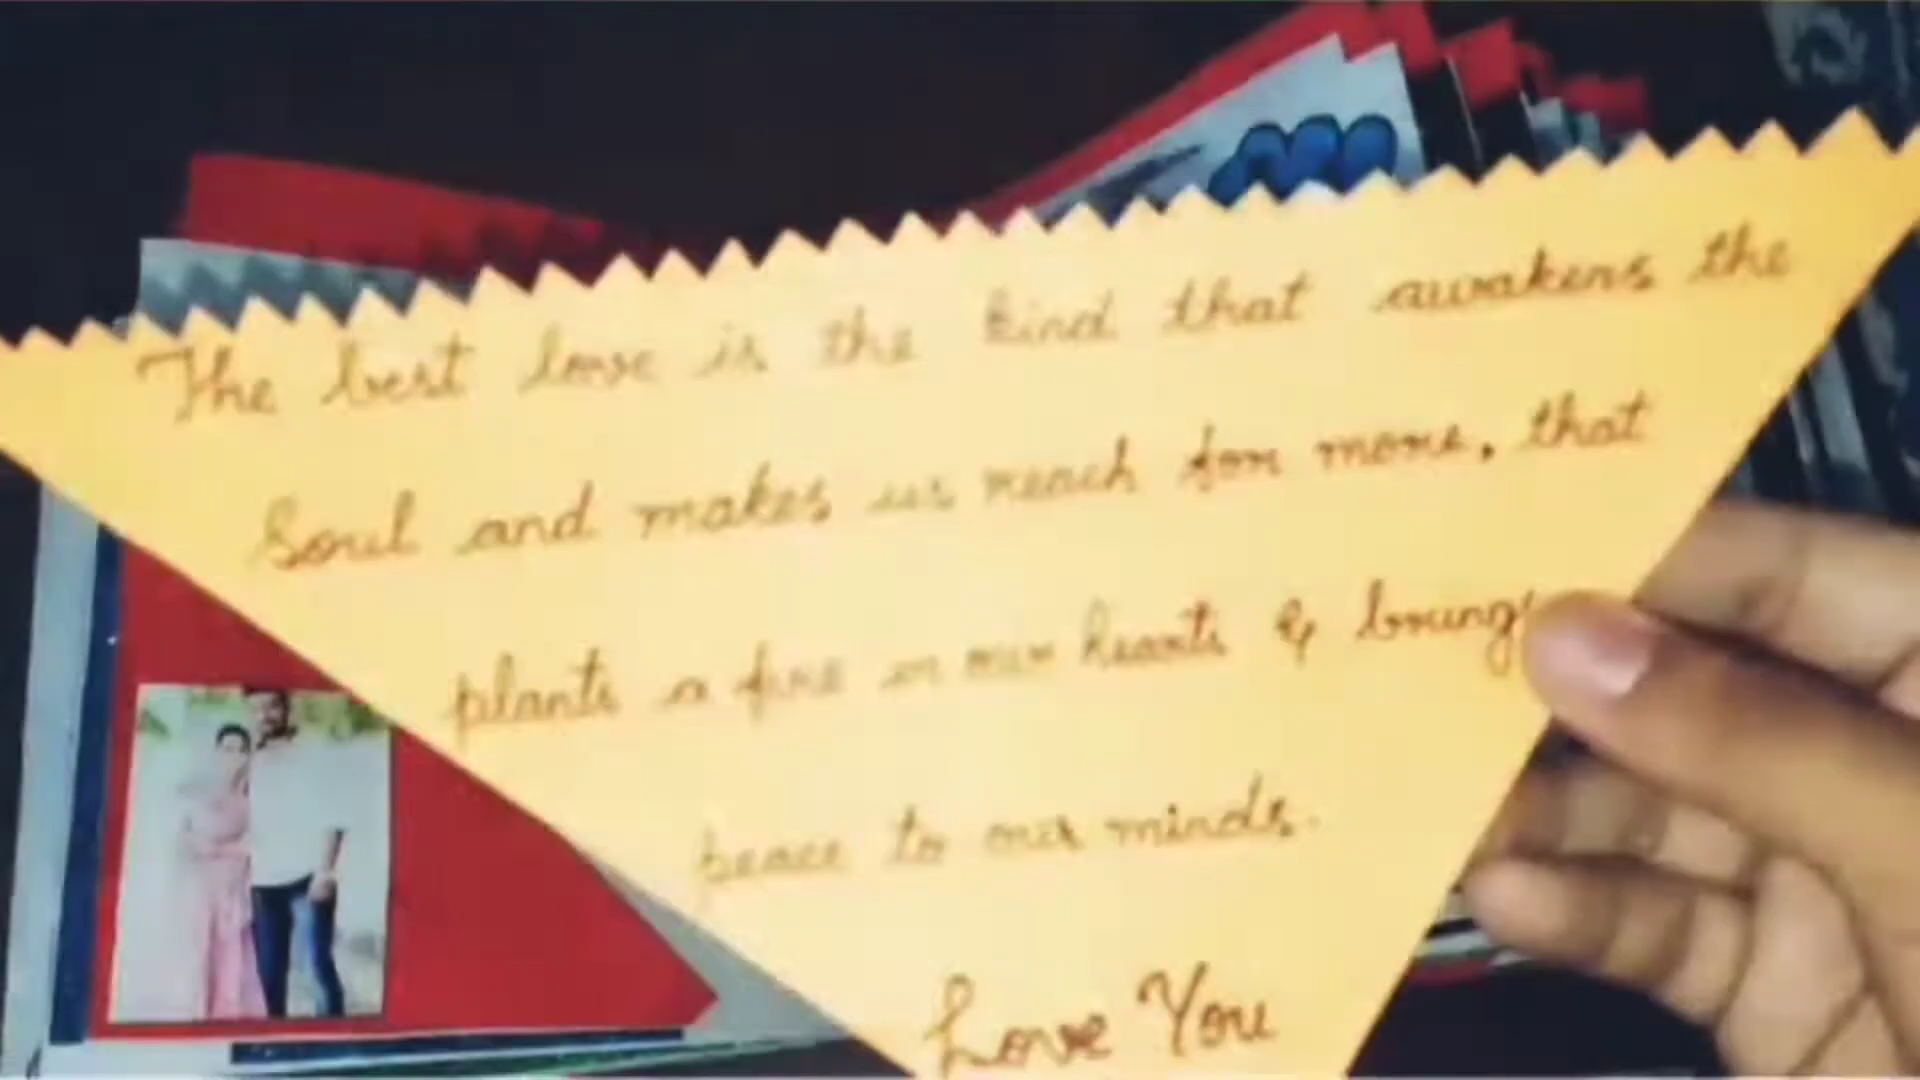 The best love is the kind that awakens the
Soul and makes us reach for more, that
plants a fire in our hearts & brings
peace to our minds.
Love You